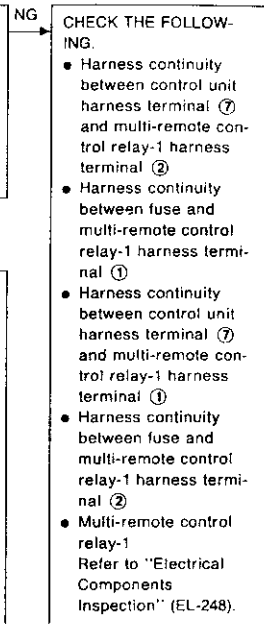 NG
CHECK THE FOLLOW-
ING.
● Harness continuity
between control unit
harness terminal ⑦
and multi-remote con-
trol relay-1 harness
terminal ②
● Harness continuity
between fuse and
multi-remote control
relay-1 harness termi-
nal ①
● Harness continuity
between control unit
harness terminal ⑦
and multi-remote con-
trol relay-1 harness
terminal ①
● Harness continuity
between fuse and
multi-remote control
relay-1 harness termi-
nal ②
● Multi-remote control
relay-1
Refer to "Electrical
Components
Inspection" (EL-248).